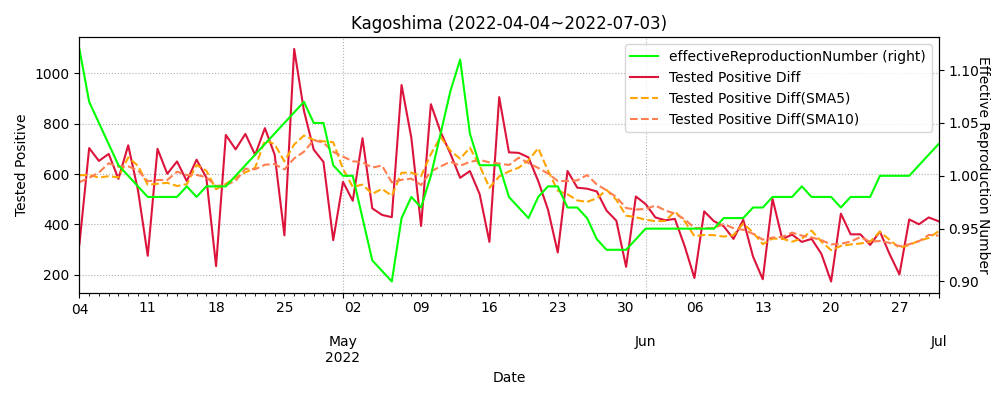 Kagoshima (2022-04-04~2022-07-03)
effectiveReproductionNumber (right)
Tested Positive Diff
Tested Positive Diff(SMA5)
Tested Positive Diff(SMA10)
Tested Positive
1000
800
600
400
200
Effective Reproduction Number
1.10
1.05
1.00
0.95
0.90
04 11 18 25 02 09 16 23 30 06 13 20 27
May Jun Jul
2022
Date